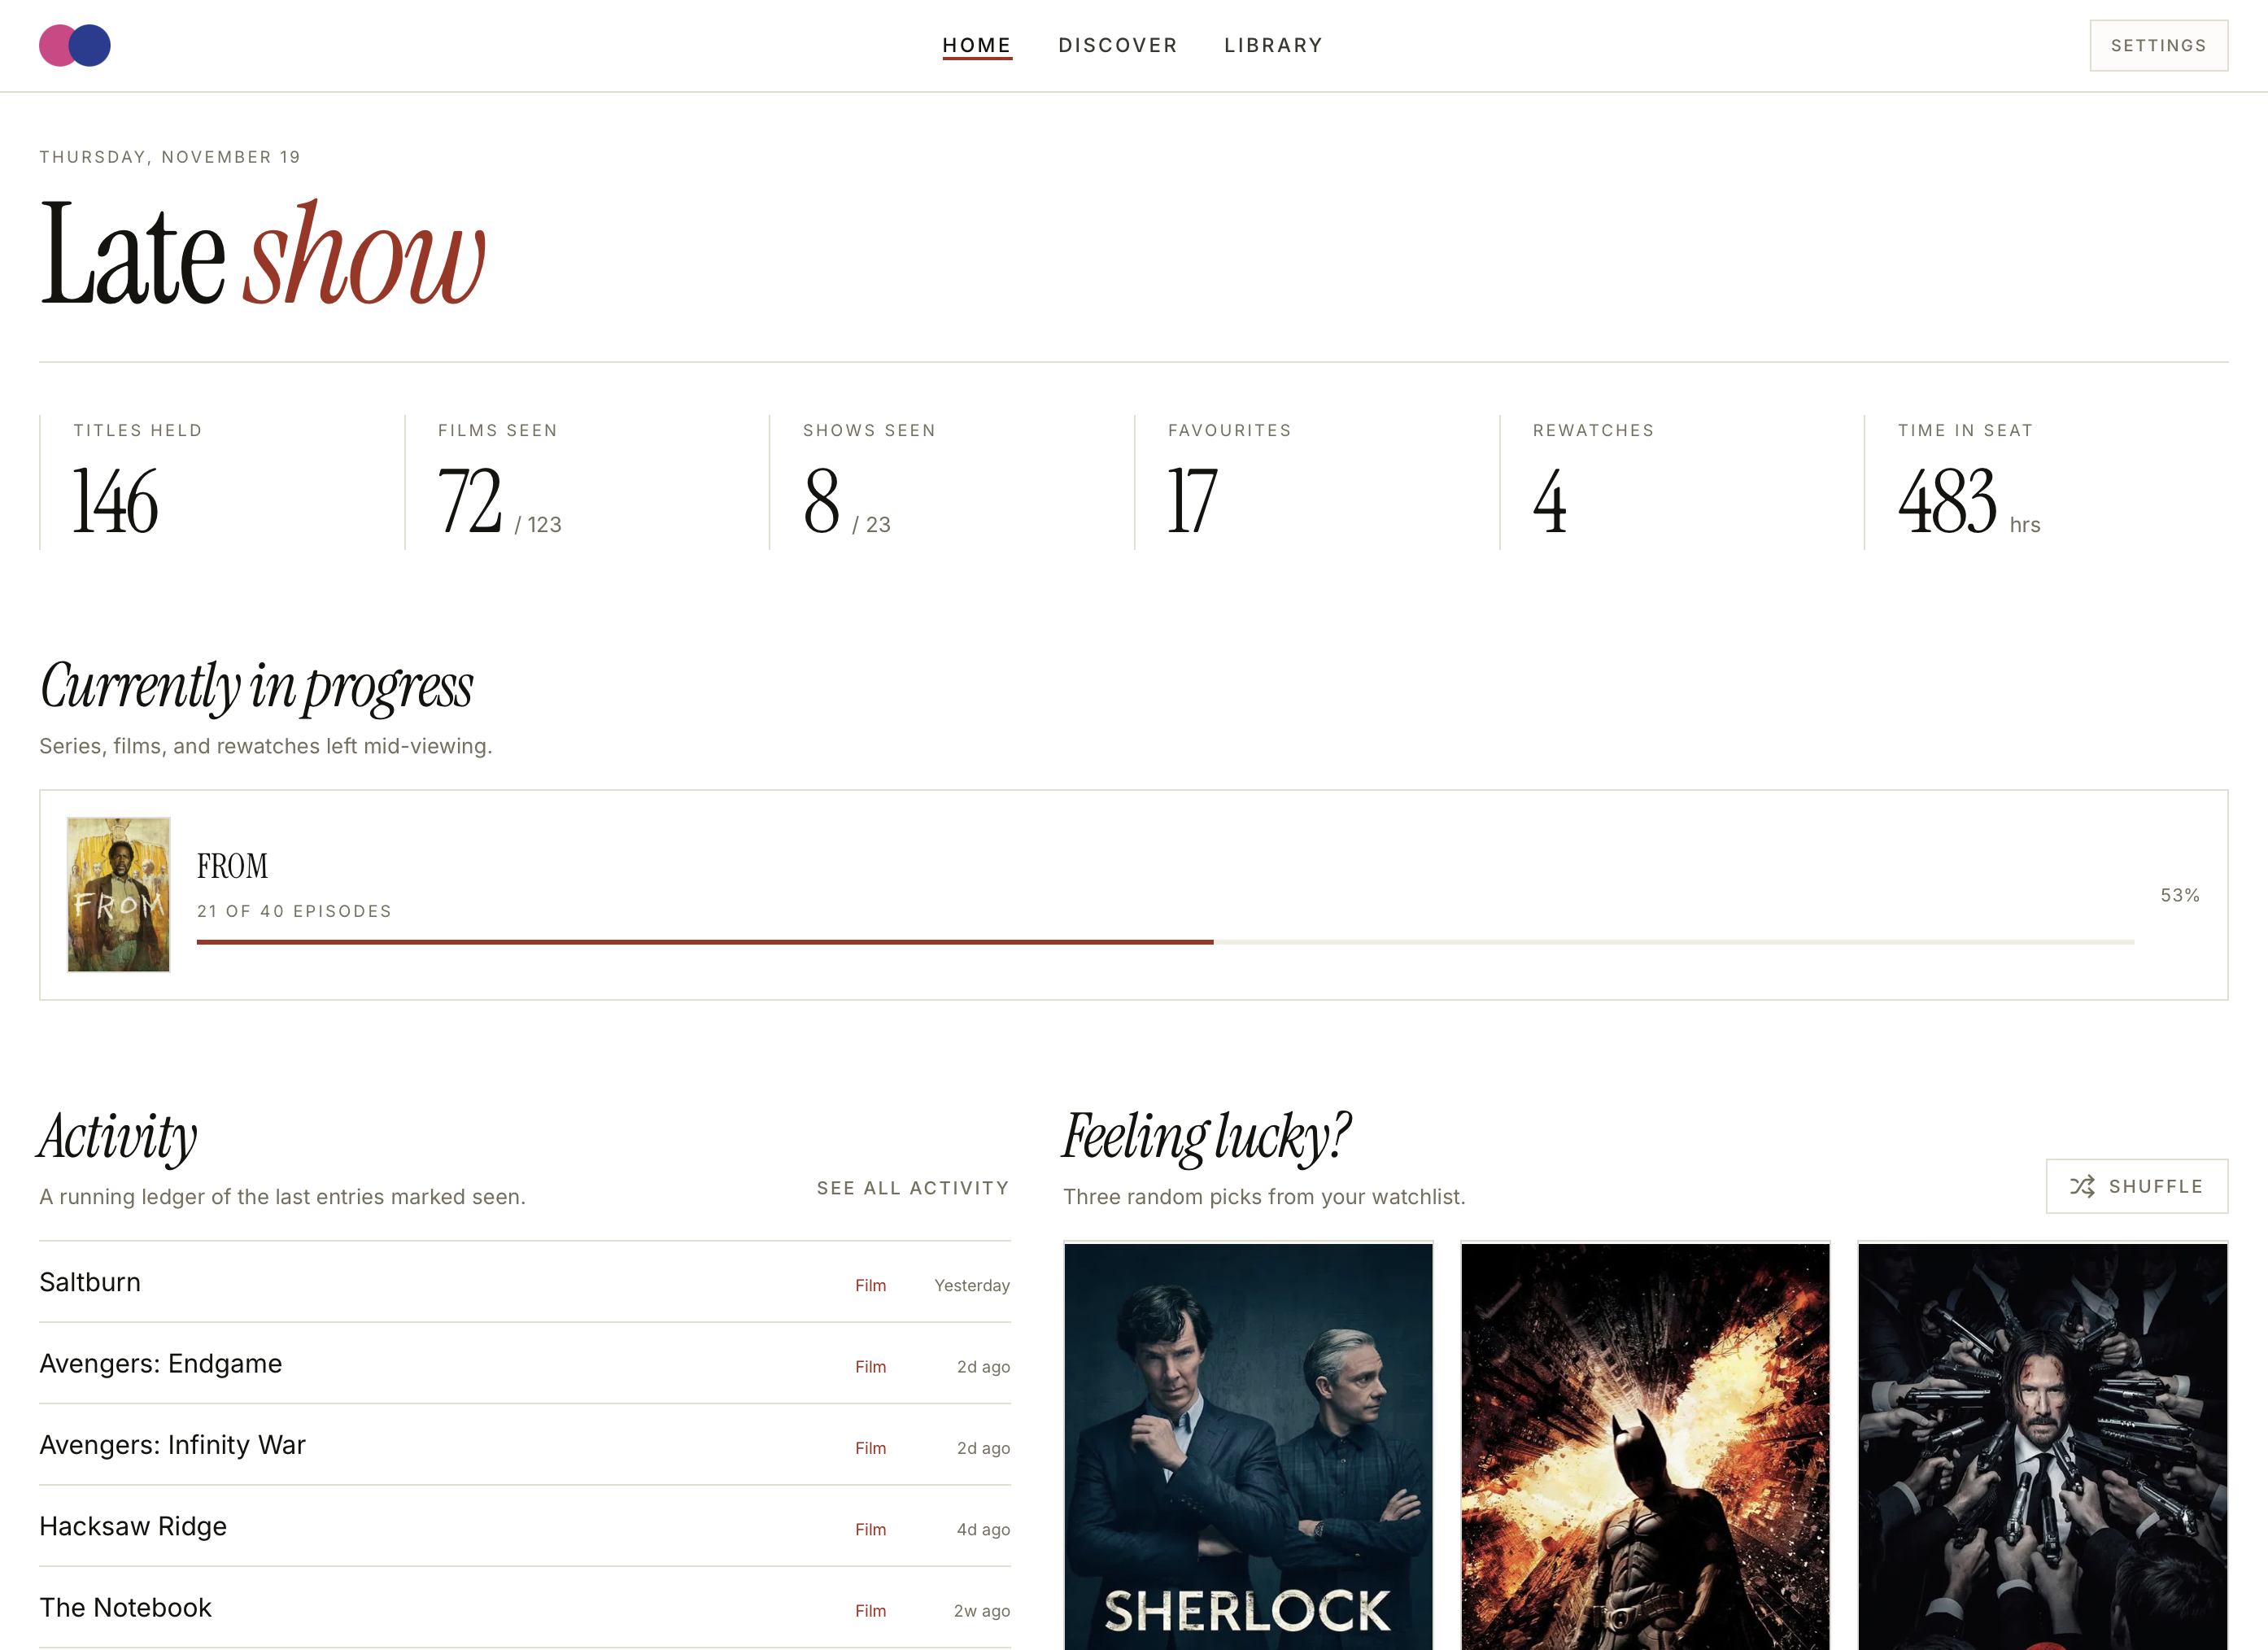 HOME DISCOVER LIBRARY SETTINGS
THURSDAY, NOVEMBER 19
Late show
TITLES HELD
146
FILMS SEEN
72 / 123
SHOWS SEEN
8 / 23
FAVOURITES
17
REWATCHES
4
TIME IN SEAT
483 hrs
Currently in progress
Series, films, and rewatches left mid-viewing.
FROM
FROM
21 OF 40 EPISODES
53%
Activity
A running ledger of the last entries marked seen.
SEE ALL ACTIVITY
Saltburn Film Yesterday
Avengers: Endgame Film 2d ago
Avengers: Infinity War Film 2d ago
Hacksaw Ridge Film 4d ago
The Notebook Film 2w ago
Feeling lucky?
Three random picks from your watchlist.
SHUFFLE
SHERLOCK